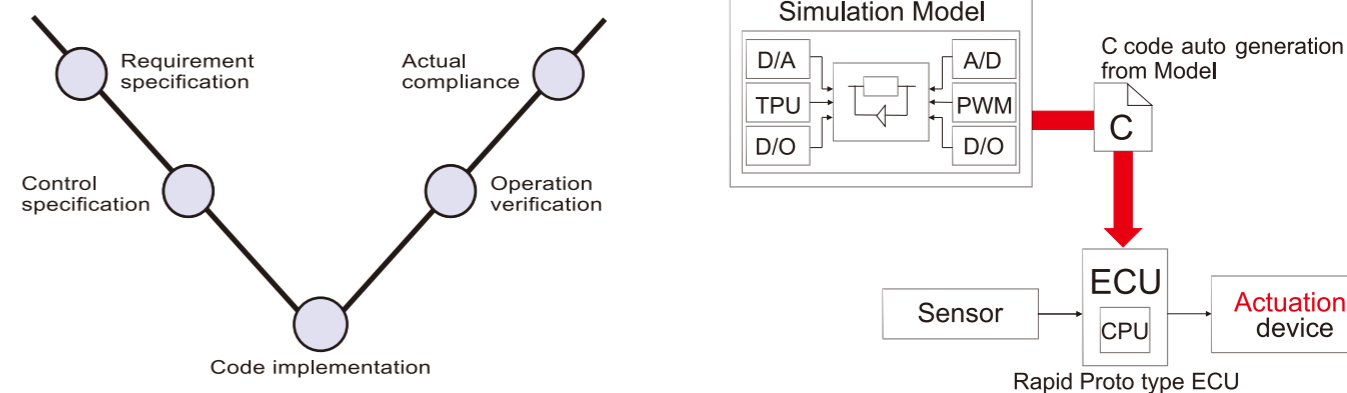 Requirement
specification
Actual
compliance
Control
specification
Operation
verification
Code implementation
Simulation Model
D/A
A/D
TPU
PWM
D/O
D/O
C code auto generation
from Model
C
Sensor
ECU
CPU
Actuation
device
Rapid Proto type ECU